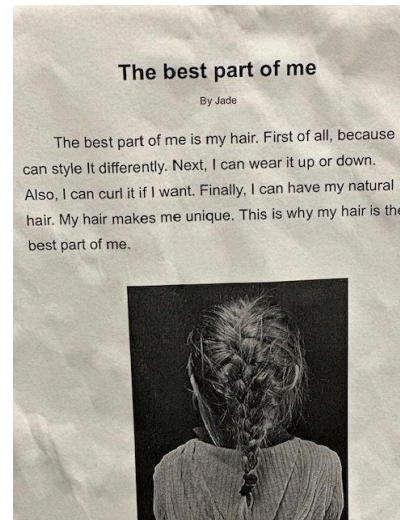 The best part of me
By Jade
The best part of me is my hair. First of all, because
can style It differently. Next, I can wear it up or down.
Also, I can curl it if I want. Finally, I can have my natural
hair. My hair makes me unique. This is why my hair is the
best part of me.